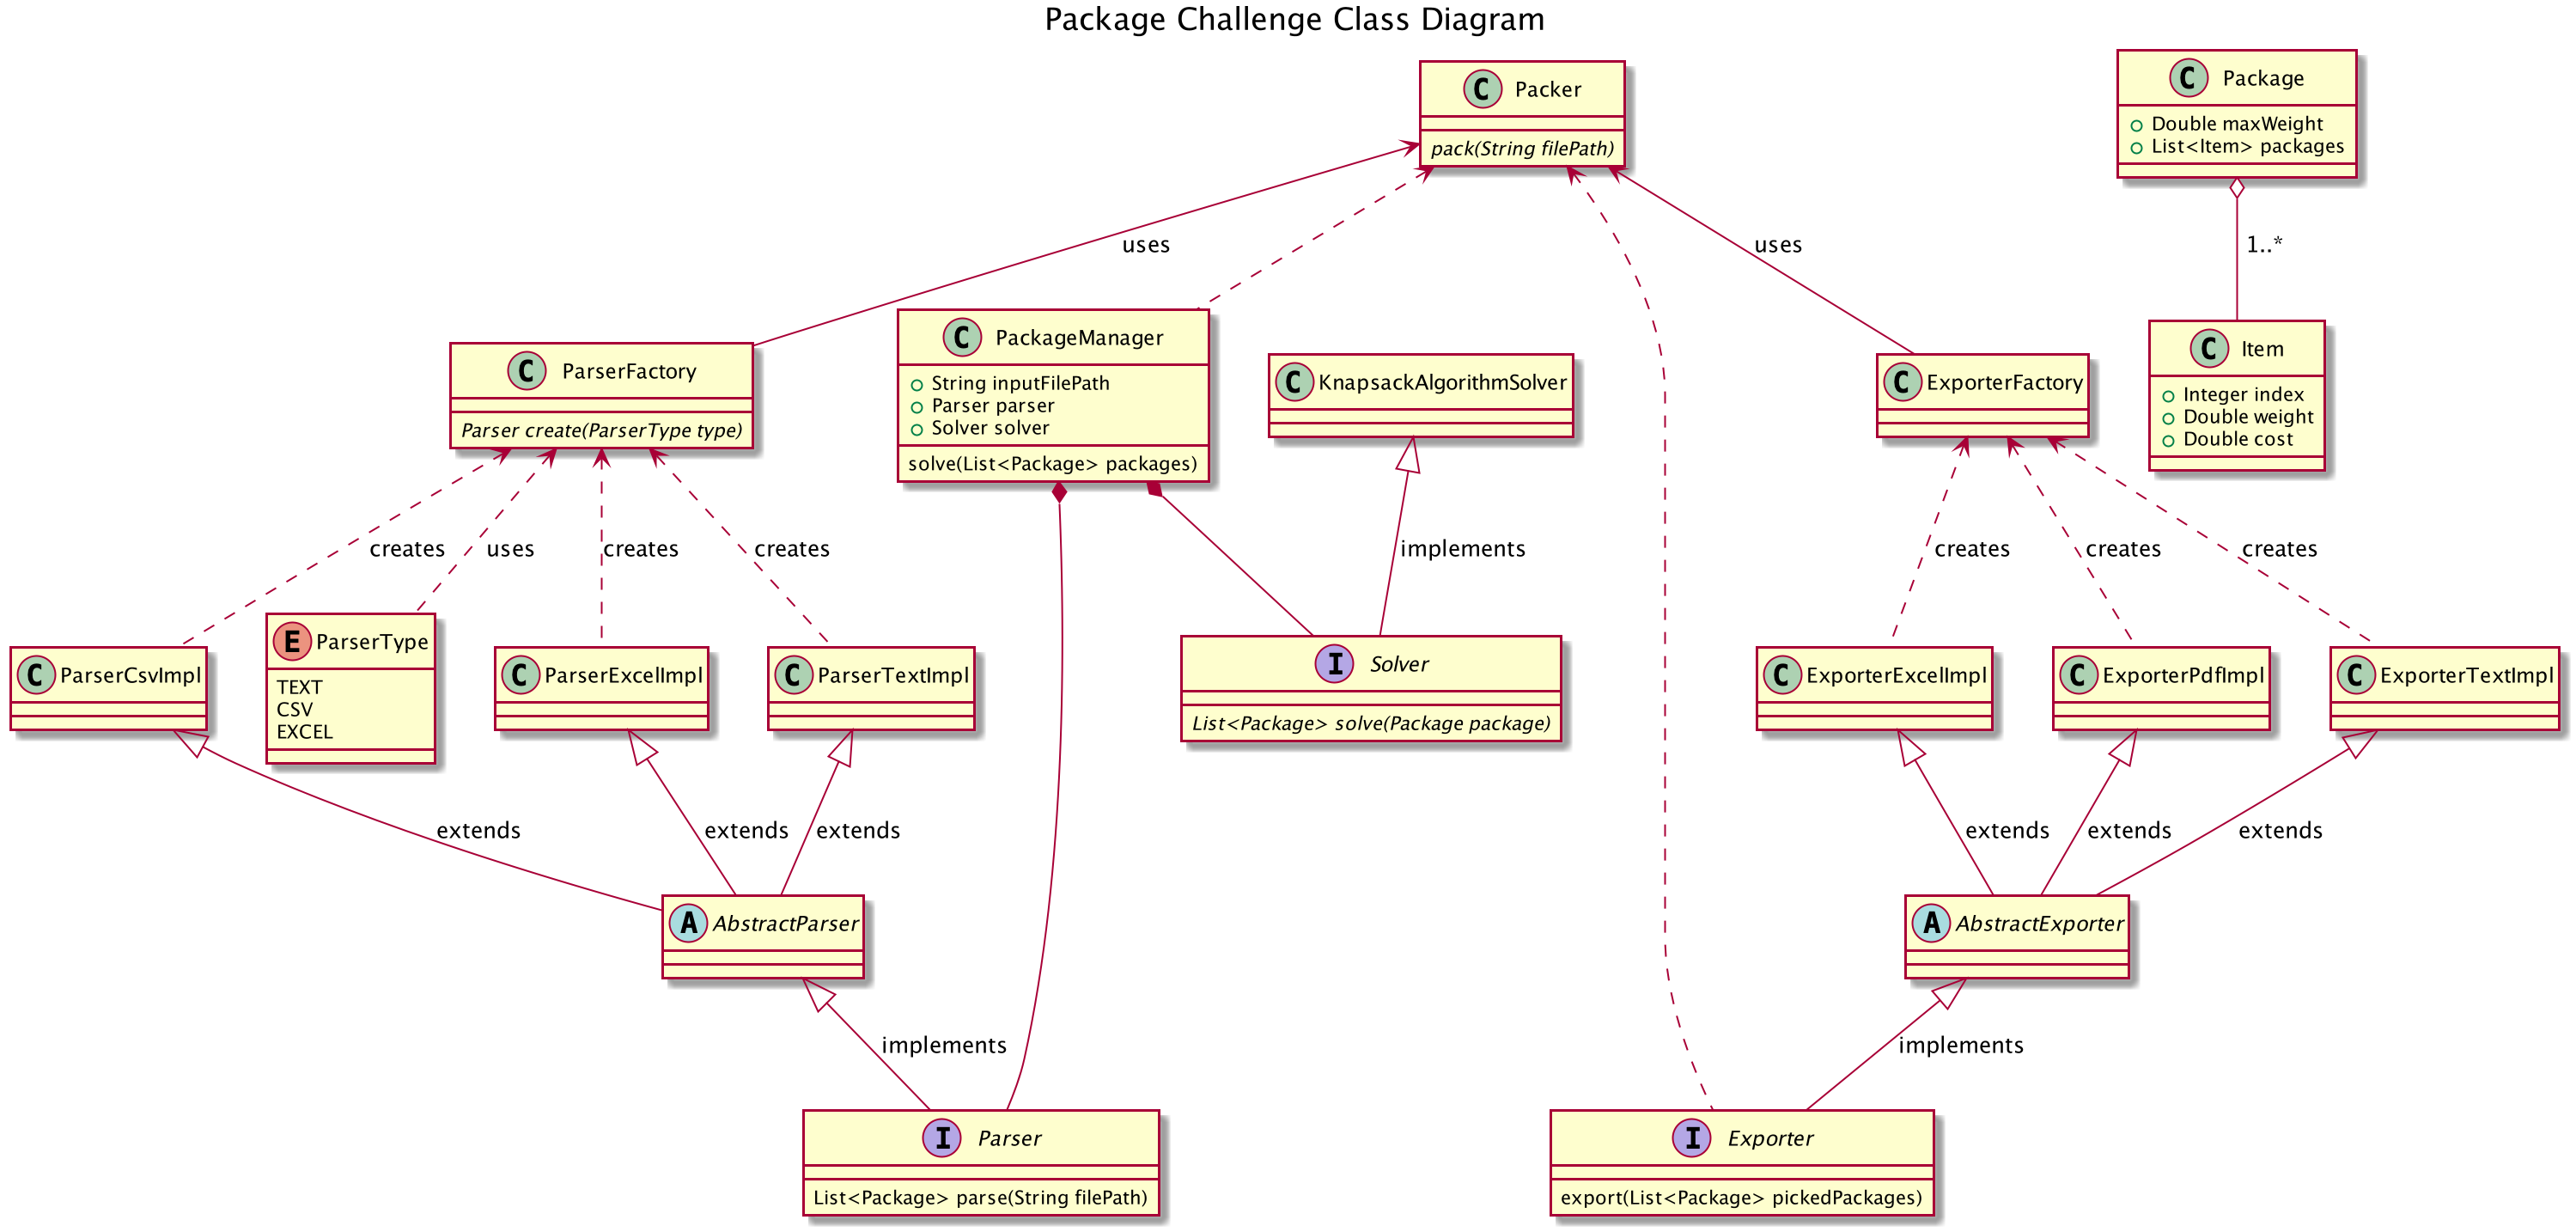 Package Challenge Class Diagram
C Packer
pack(String filePath)
C Package
Double maxWeight
List<Item> packages
uses
uses
1..*
C ParserFactory
Parser create(ParserType type)
C PackageManager
String inputFilePath
Parser parser
Solver solver
solve(List<Package> packages)
C KnapsackAlgorithmSolver
C ExporterFactory
C Item
Integer index
Double weight
Double cost
creates
uses
creates
creates
implements
creates
creates
creates
C ParserCsvImpl
E ParserType
TEXT
CSV
EXCEL
C ParserExcelImpl
C ParserTextImpl
I Solver
List<Package> solve(Package package)
C ExporterExcelImpl
C ExporterPdfImpl
C ExporterTextImpl
extends
extends
extends
extends
extends
extends
A AbstractParser
A AbstractExporter
implements
implements
I Parser
List<Package> parse(String filePath)
I Exporter
export(List<Package> pickedPackages)